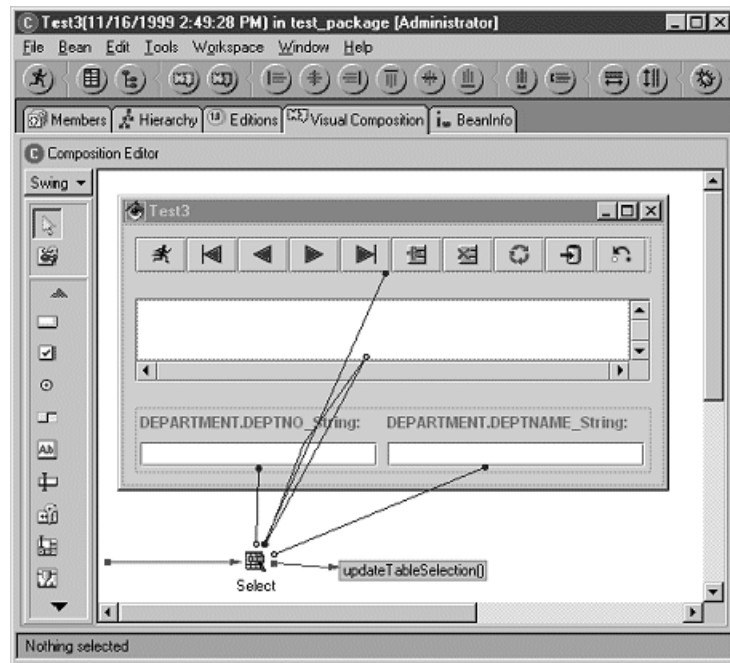 Test3(11/16/1999 2:49:28 PM) in test_package [Administrator]
File Bean Edit Tools Workspace Window Help
Members Hierarchy Editions Visual Composition BeanInfo
Composition Editor
Swing
Test3
DEPARTMENT.DEPTNO_String: DEPARTMENT.DEPTNAME_String:
Ab
Select
updateTableSelection()
Nothing selected